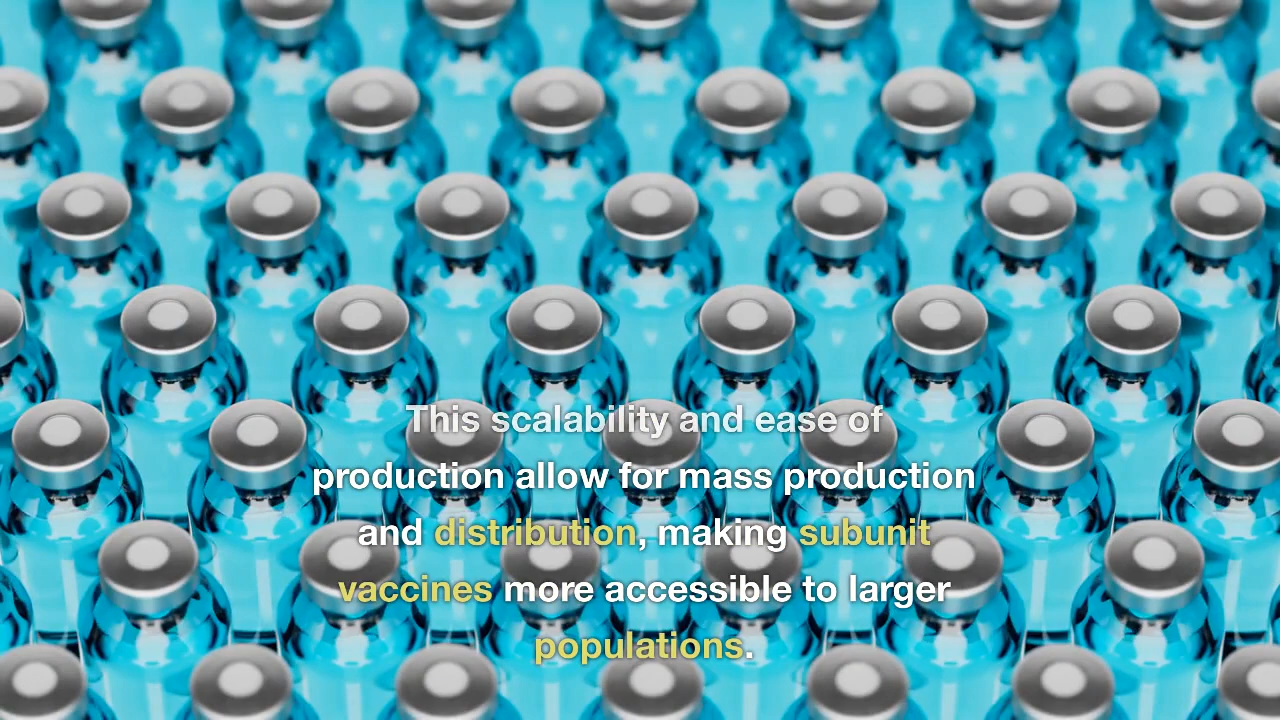 This scalability and ease of
production allow for mass production
and distribution, making subunit
vaccines more accessible to larger
populations.